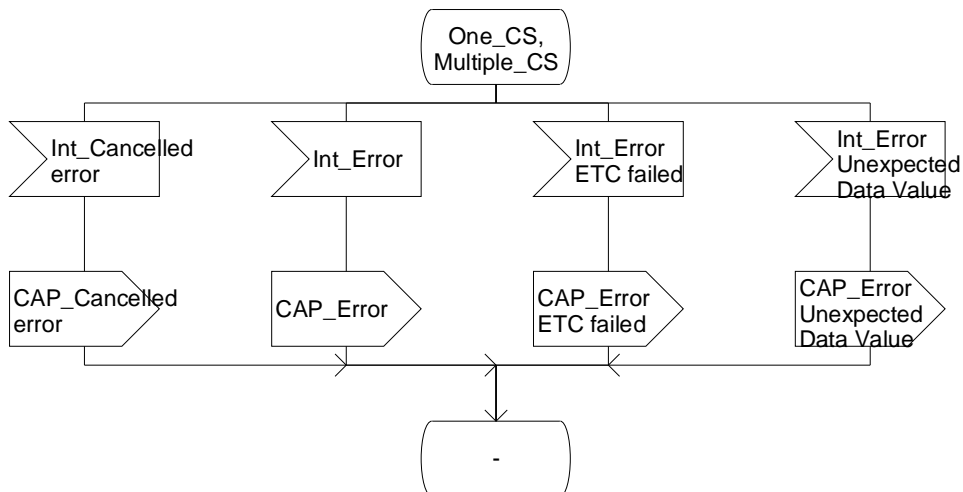 One_CS,
Multiple_CS
Int_Cancelled
error
Int_Error
Int_Error
ETC failed
Int_Error
Unexpected
Data Value
CAP_Cancelled
error
CAP_Error
CAP_Error
ETC failed
CAP_Error
Unexpected
Data Value
-